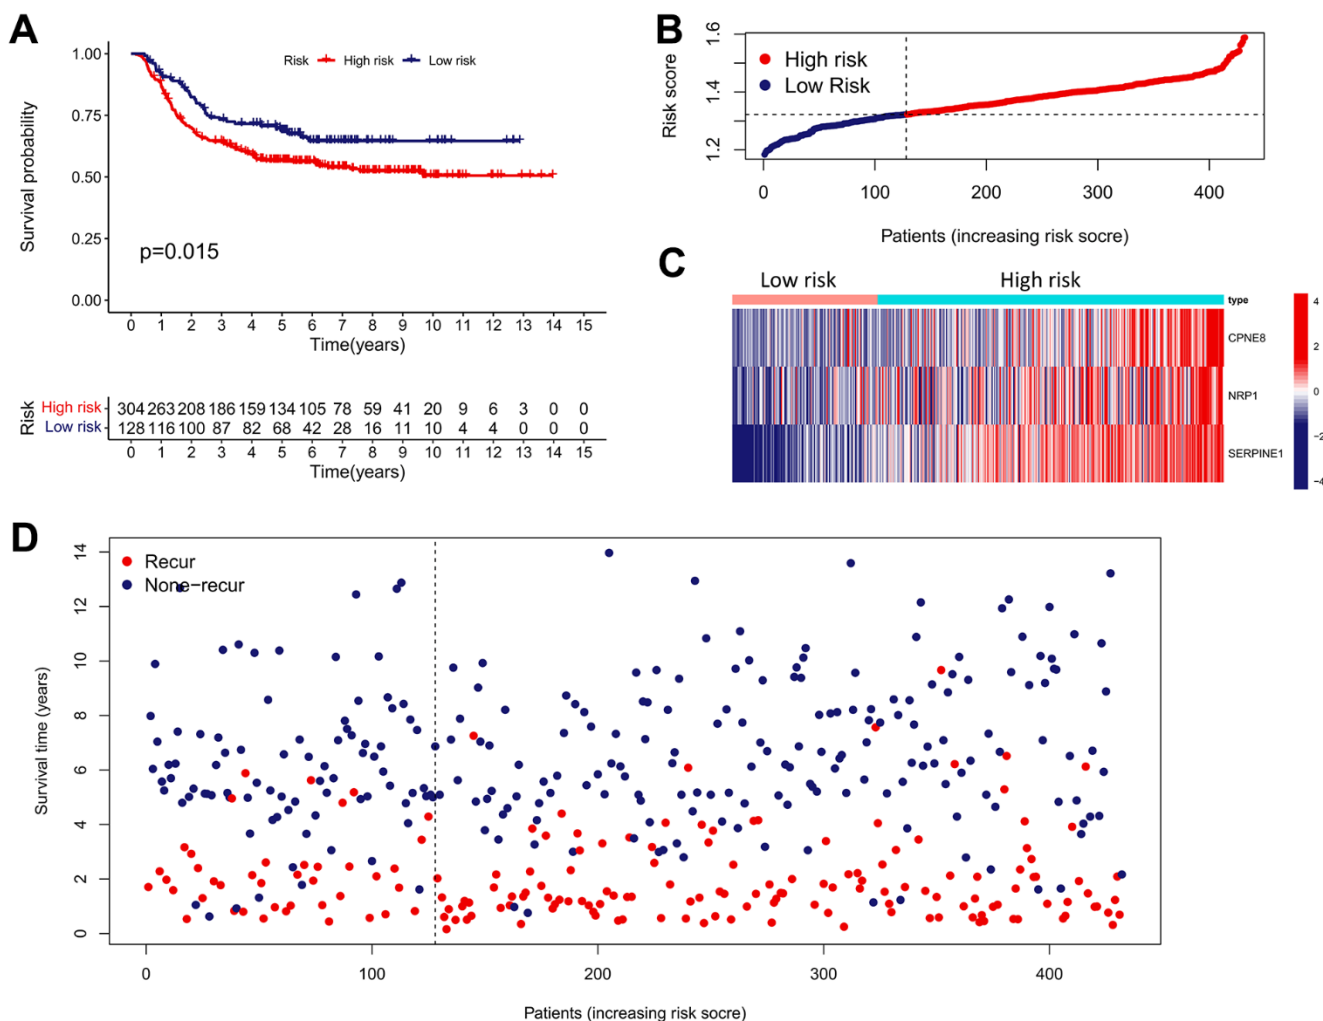 A
Survival probability
1.00
0.75
0.50
0.25
0.00
Risk High risk Low risk
p=0.015
0 1 2 3 4 5 6 7 8 9 10 11 12 13 14 15
Time(years)
Risk
High risk 304 263 208 186 159 134 105 78 59 41 20 9 6 3 0 0
Low risk 128 116 100 87 82 68 42 28 16 11 10 4 4 0 0 0
0 1 2 3 4 5 6 7 8 9 10 11 12 13 14 15
Time(years)
B
Risk score
1.6
1.4
1.2
High risk
Low Risk
0 100 200 300 400
Patients (increasing risk socre)
C
Low risk High risk
type
CPNE8
NRP1
SERPINE1
4
2
0
−2
−4
D
Survival time (years)
14
12
10
8
6
4
2
0
Recur
None−recur
0 100 200 300 400
Patients (increasing risk socre)